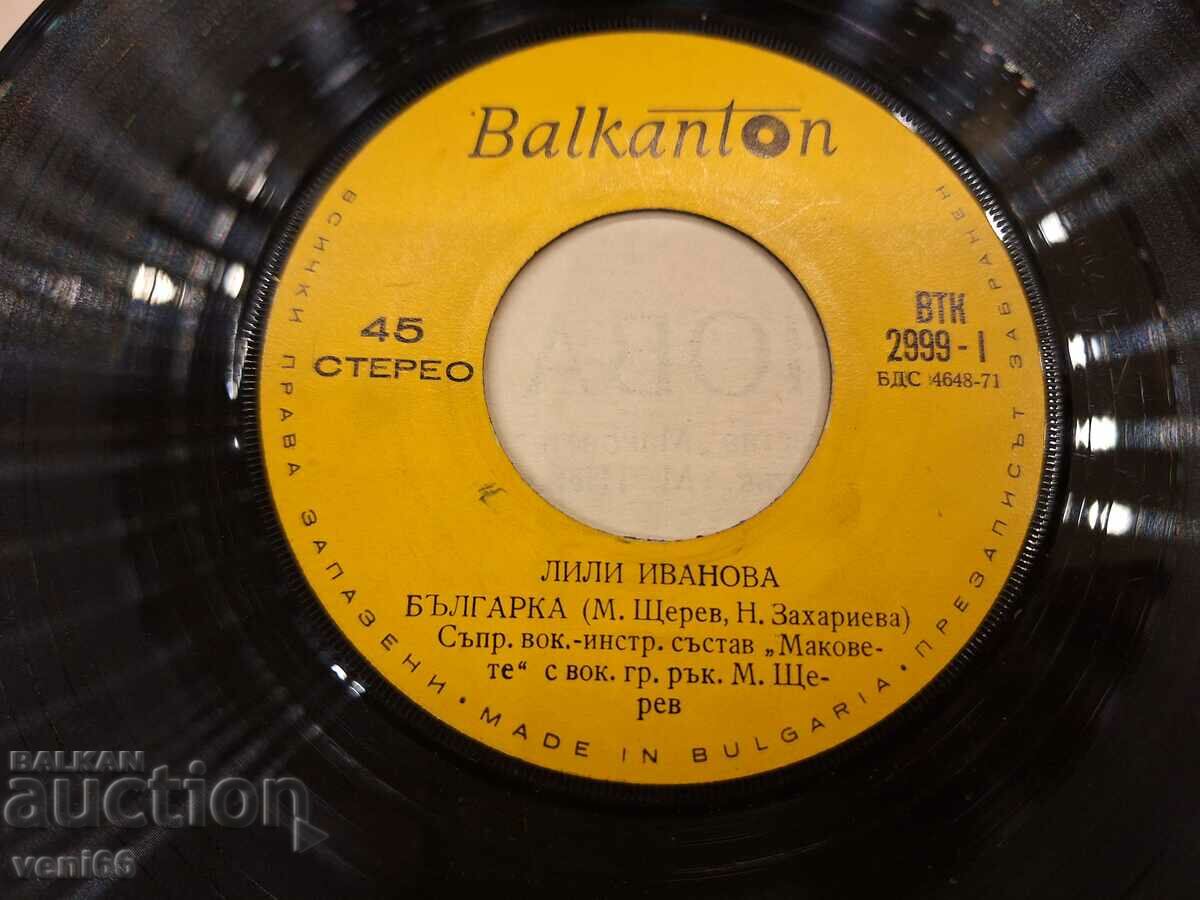 Balkanton
45
СТЕРЕО
ВТК
2999-I
БДС 4648-71
ЛИЛИ ИВАНОВА
БЪЛГАРКА (М. Щерев, Н. Захариева)
Съпр. вок.-инстр. състав „Макове-
те“ с вок. гр. рък. М. Ще-
рев
ВСИЧКИ ПРАВА ЗАПАЗЕНИ • MADE IN BULGARIA • ПРЕЗАПИСЪТ ЗАБРАНЕН
BALKAN
auction
veni66